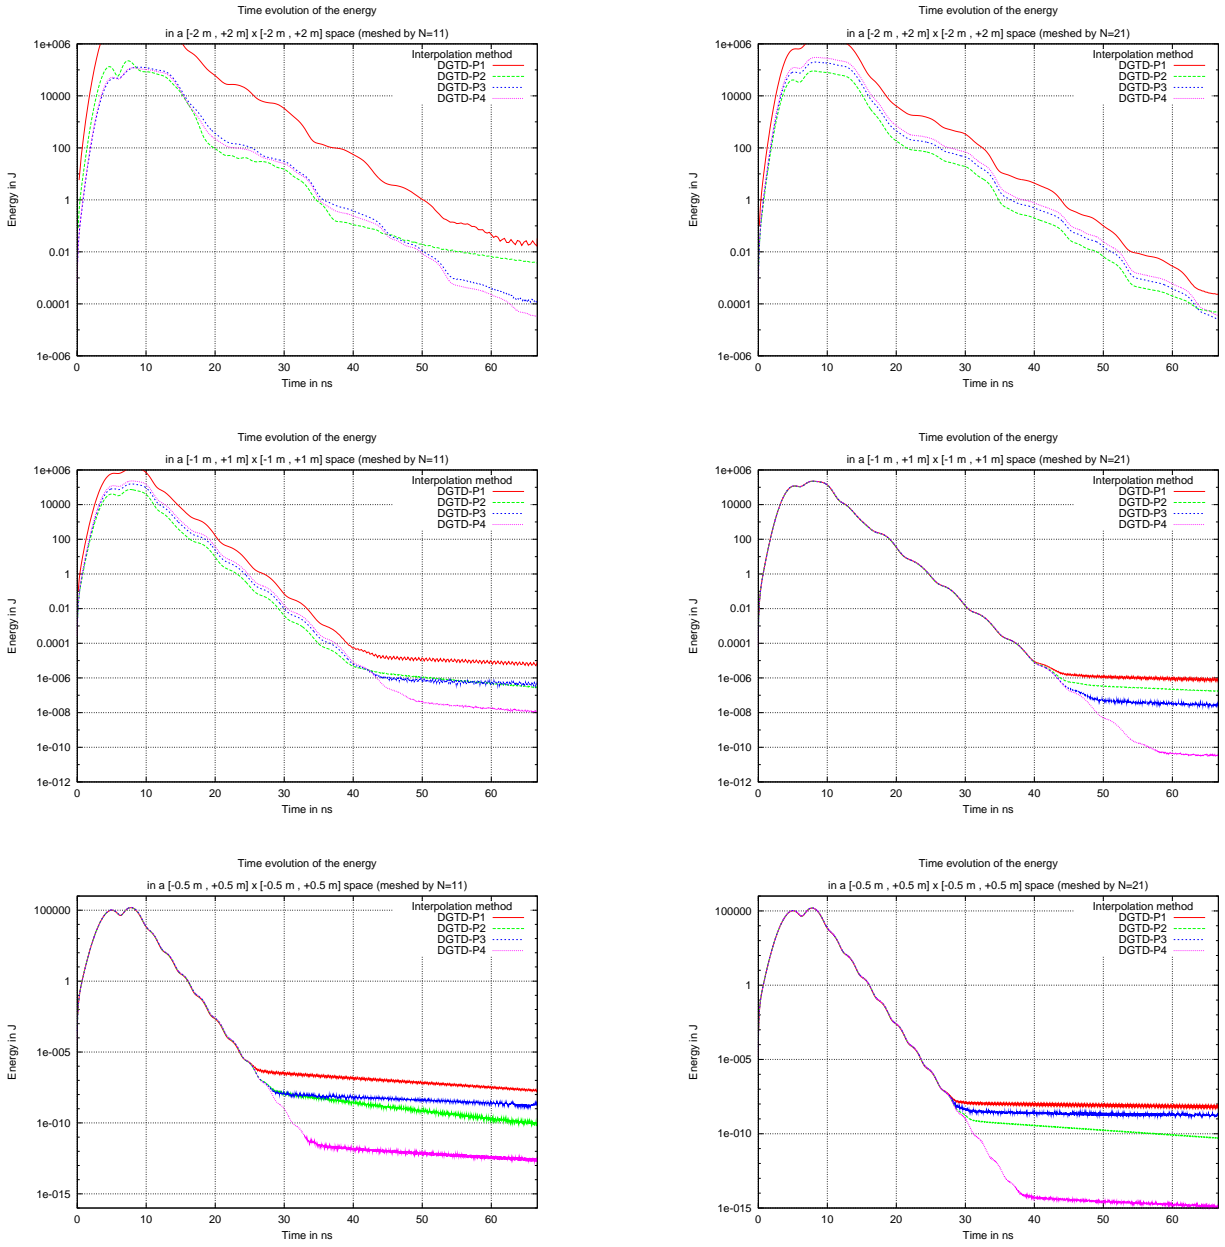 Time evolution of the energy
in a [-2 m , +2 m] x [-2 m , +2 m] space (meshed by N=11)
Interpolation method
DGTD-P1
DGTD-P2
DGTD-P3
DGTD-P4
1e+006
10000
100
1
0.01
0.0001
1e-006
Energy in J
0 10 20 30 40 50 60
Time in ns
Time evolution of the energy
in a [-2 m , +2 m] x [-2 m , +2 m] space (meshed by N=21)
Interpolation method
DGTD-P1
DGTD-P2
DGTD-P3
DGTD-P4
1e+006
10000
100
1
0.01
0.0001
1e-006
Energy in J
0 10 20 30 40 50 60
Time in ns
Time evolution of the energy
in a [-1 m , +1 m] x [-1 m , +1 m] space (meshed by N=11)
Interpolation method
DGTD-P1
DGTD-P2
DGTD-P3
DGTD-P4
1e+006
10000
100
1
0.01
0.0001
1e-006
1e-008
1e-010
1e-012
Energy in J
0 10 20 30 40 50 60
Time in ns
Time evolution of the energy
in a [-1 m , +1 m] x [-1 m , +1 m] space (meshed by N=21)
Interpolation method
DGTD-P1
DGTD-P2
DGTD-P3
DGTD-P4
1e+006
10000
100
1
0.01
0.0001
1e-006
1e-008
1e-010
1e-012
Energy in J
0 10 20 30 40 50 60
Time in ns
Time evolution of the energy
in a [-0.5 m , +0.5 m] x [-0.5 m , +0.5 m] space (meshed by N=11)
Interpolation method
DGTD-P1
DGTD-P2
DGTD-P3
DGTD-P4
100000
1
1e-005
1e-010
1e-015
Energy in J
0 10 20 30 40 50 60
Time in ns
Time evolution of the energy
in a [-0.5 m , +0.5 m] x [-0.5 m , +0.5 m] space (meshed by N=21)
Interpolation method
DGTD-P1
DGTD-P2
DGTD-P3
DGTD-P4
100000
1
1e-005
1e-010
1e-015
Energy in J
0 10 20 30 40 50 60
Time in ns